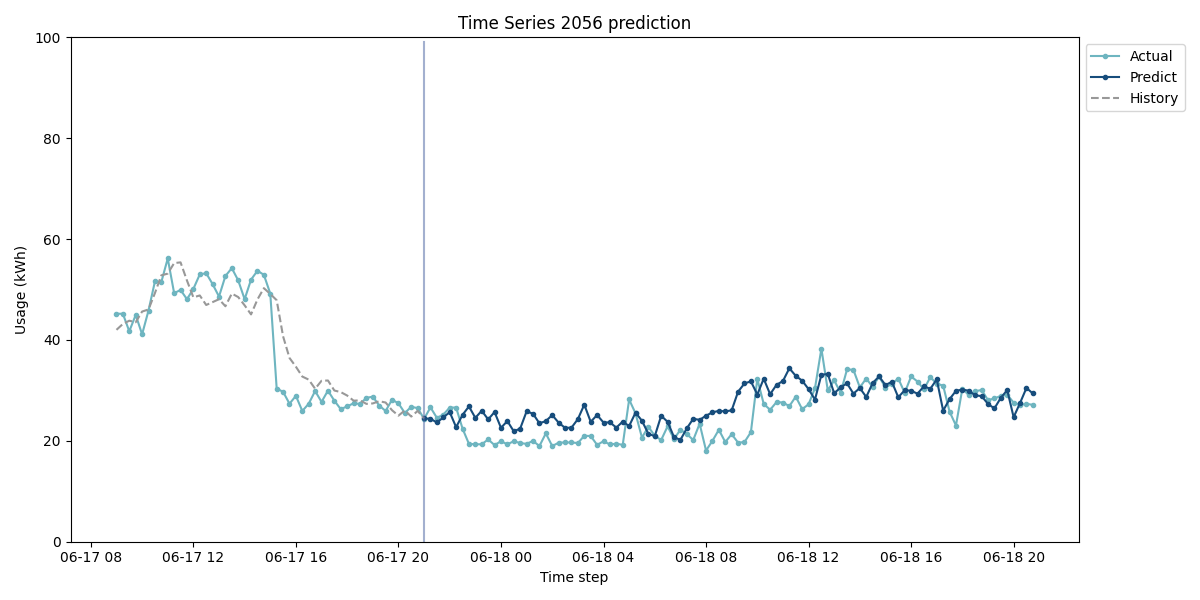 Time Series 2056 prediction
100
80
60
40
20
0
Usage (kWh)
06-17 08
06-17 12
06-17 16
06-17 20
06-18 00
06-18 04
06-18 08
06-18 12
06-18 16
06-18 20
Time step
Actual
Predict
History